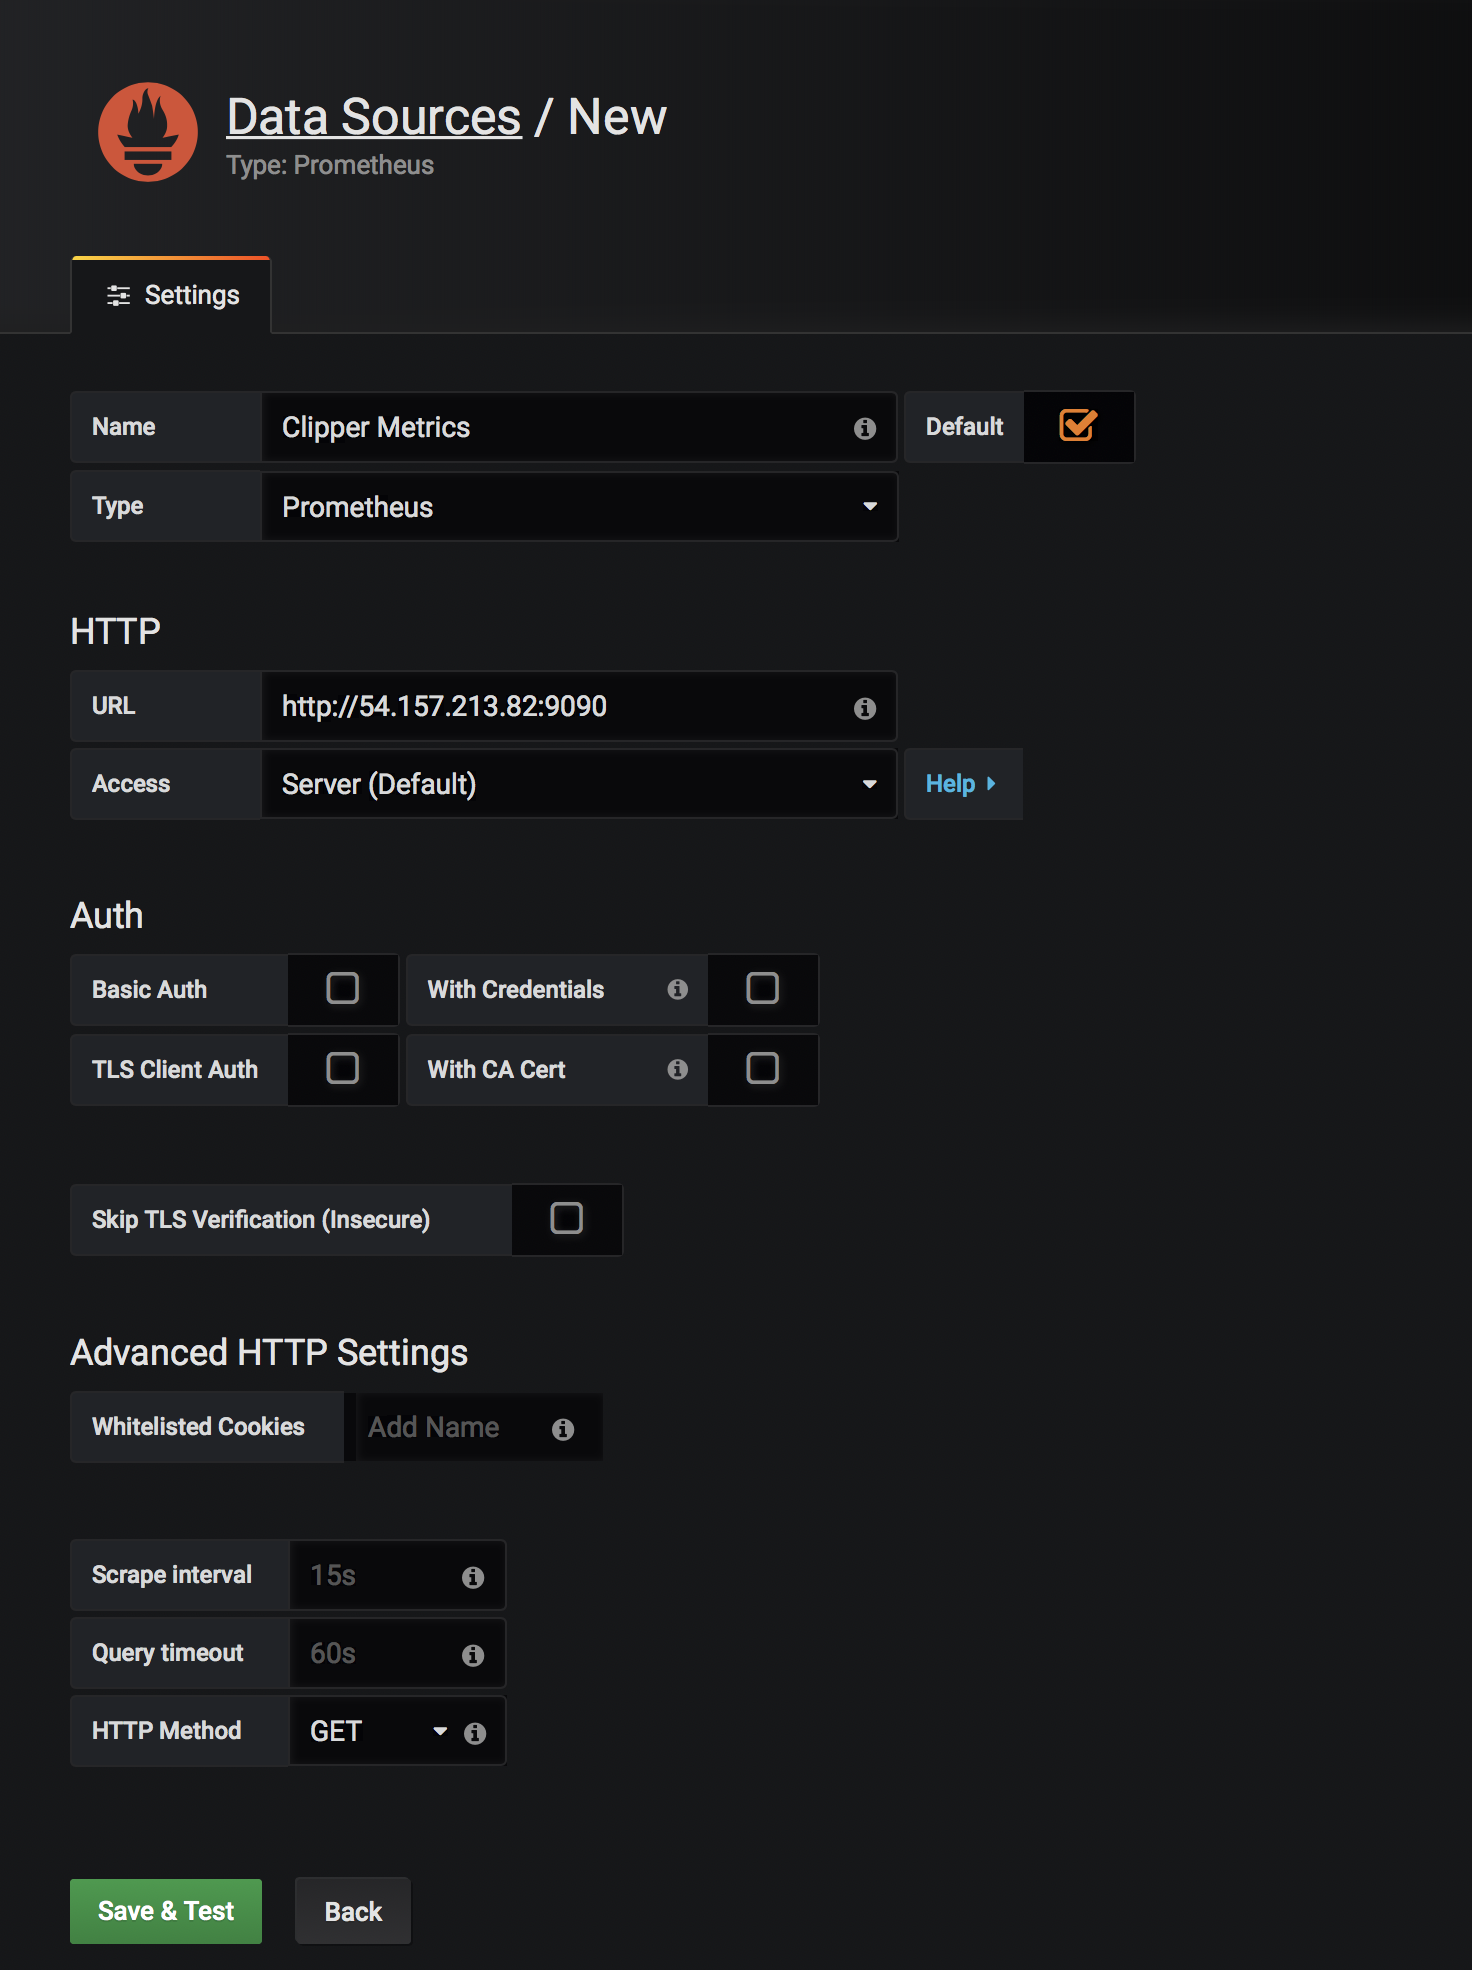 Data Sources / New
Type: Prometheus
Settings
Name Clipper Metrics Default
Type Prometheus
HTTP
URL http://54.157.213.82:9090
Access Server (Default) Help
Auth
Basic Auth With Credentials
TLS Client Auth With CA Cert
Skip TLS Verification (Insecure)
Advanced HTTP Settings
Whitelisted Cookies Add Name
Scrape interval 15s
Query timeout 60s
HTTP Method GET
Save & Test Back